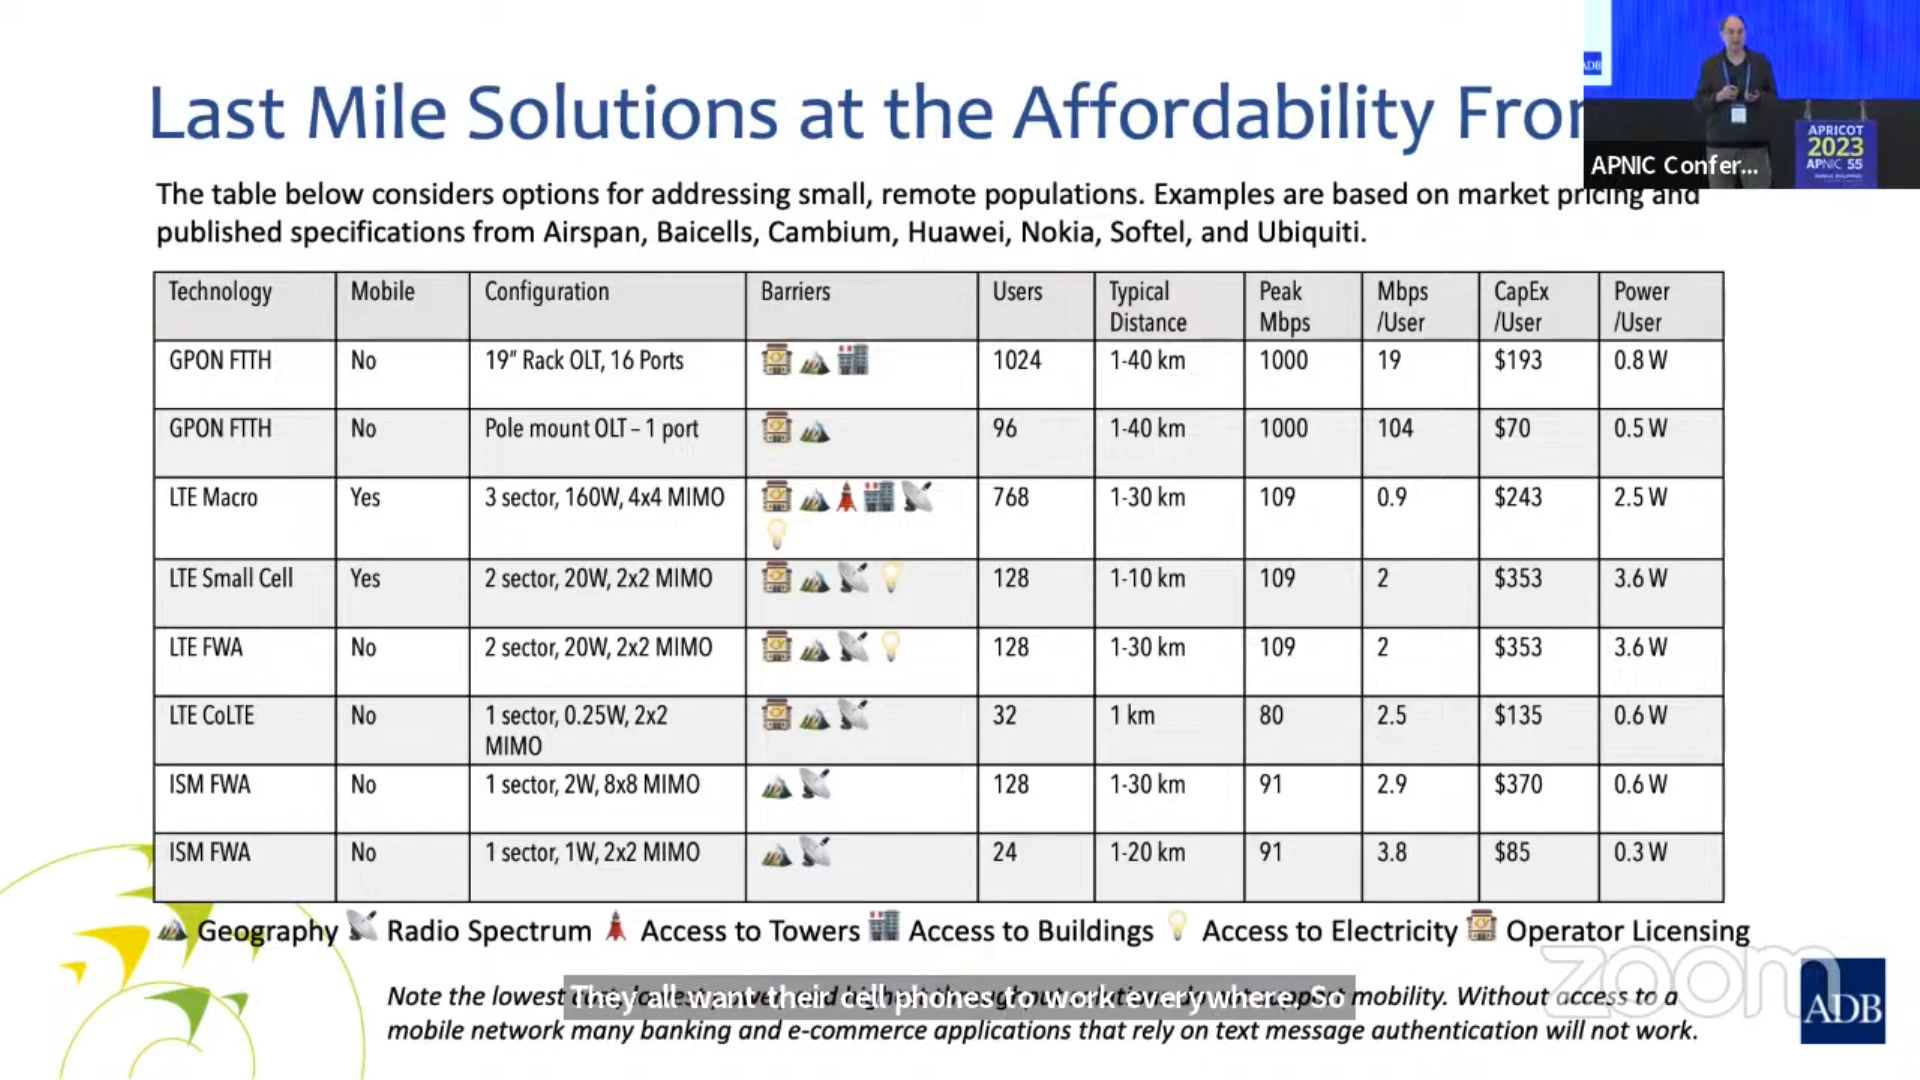 Last Mile Solutions at the Affordability
The table below considers options for addressing small, remote populations. Examples are based on market pricing and
published specifications from Airspan, Baicells, Cambium, Huawei, Nokia, Softel, and Ubiquiti.
Technology Mobile Configuration Barriers Users Typical Distance Peak Mbps Mbps /User CapEx /User Power /User
GPON FTTH No 19" Rack OLT, 16 Ports 1024 1-40 km 1000 19 $193 0.8 W
GPON FTTH No Pole mount OLT – 1 port 96 1-40 km 1000 104 $70 0.5 W
LTE Macro Yes 3 sector, 160W, 4x4 MIMO 768 1-30 km 109 0.9 $243 2.5 W
LTE Small Cell Yes 2 sector, 20W, 2x2 MIMO 128 1-10 km 109 2 $353 3.6 W
LTE FWA No 2 sector, 20W, 2x2 MIMO 128 1-30 km 109 2 $353 3.6 W
LTE CoLTE No 1 sector, 0.25W, 2x2 MIMO 32 1 km 80 2.5 $135 0.6 W
ISM FWA No 1 sector, 2W, 8x8 MIMO 128 1-30 km 91 2.9 $370 0.6 W
ISM FWA No 1 sector, 1W, 2x2 MIMO 24 1-20 km 91 3.8 $85 0.3 W
Geography Radio Spectrum Access to Towers Access to Buildings Access to Electricity Operator Licensing
Note the lowest mobility. Without access to a
mobile network many banking and e-commerce applications that rely on text message authentication will not work.
They all want their cell phones to work everywhere. So
zoom
ADB
ADB
APRICOT
2023
APNIC 55
APNIC Confer...